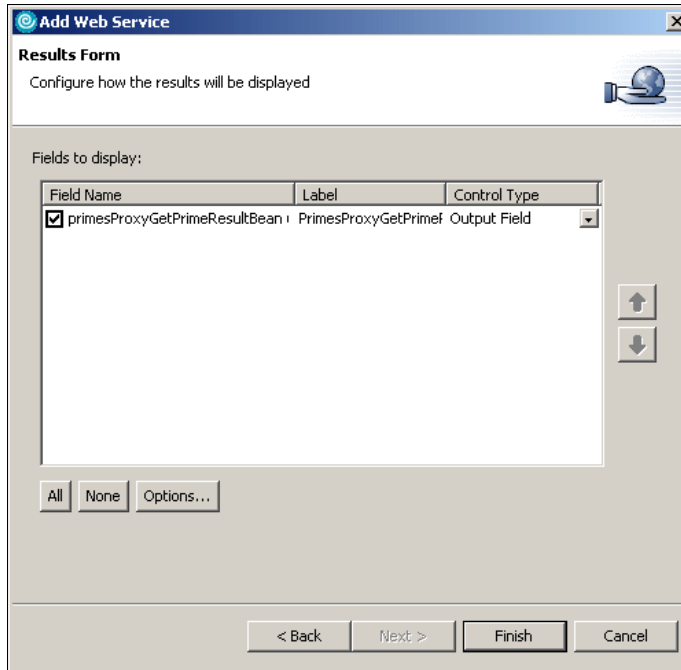 Add Web Service
Results Form
Configure how the results will be displayed
Fields to display:
Field Name Label Control Type
primesProxyGetPrimeResultBean PrimesProxyGetPrimeF Output Field
All None Options...
< Back Next > Finish Cancel